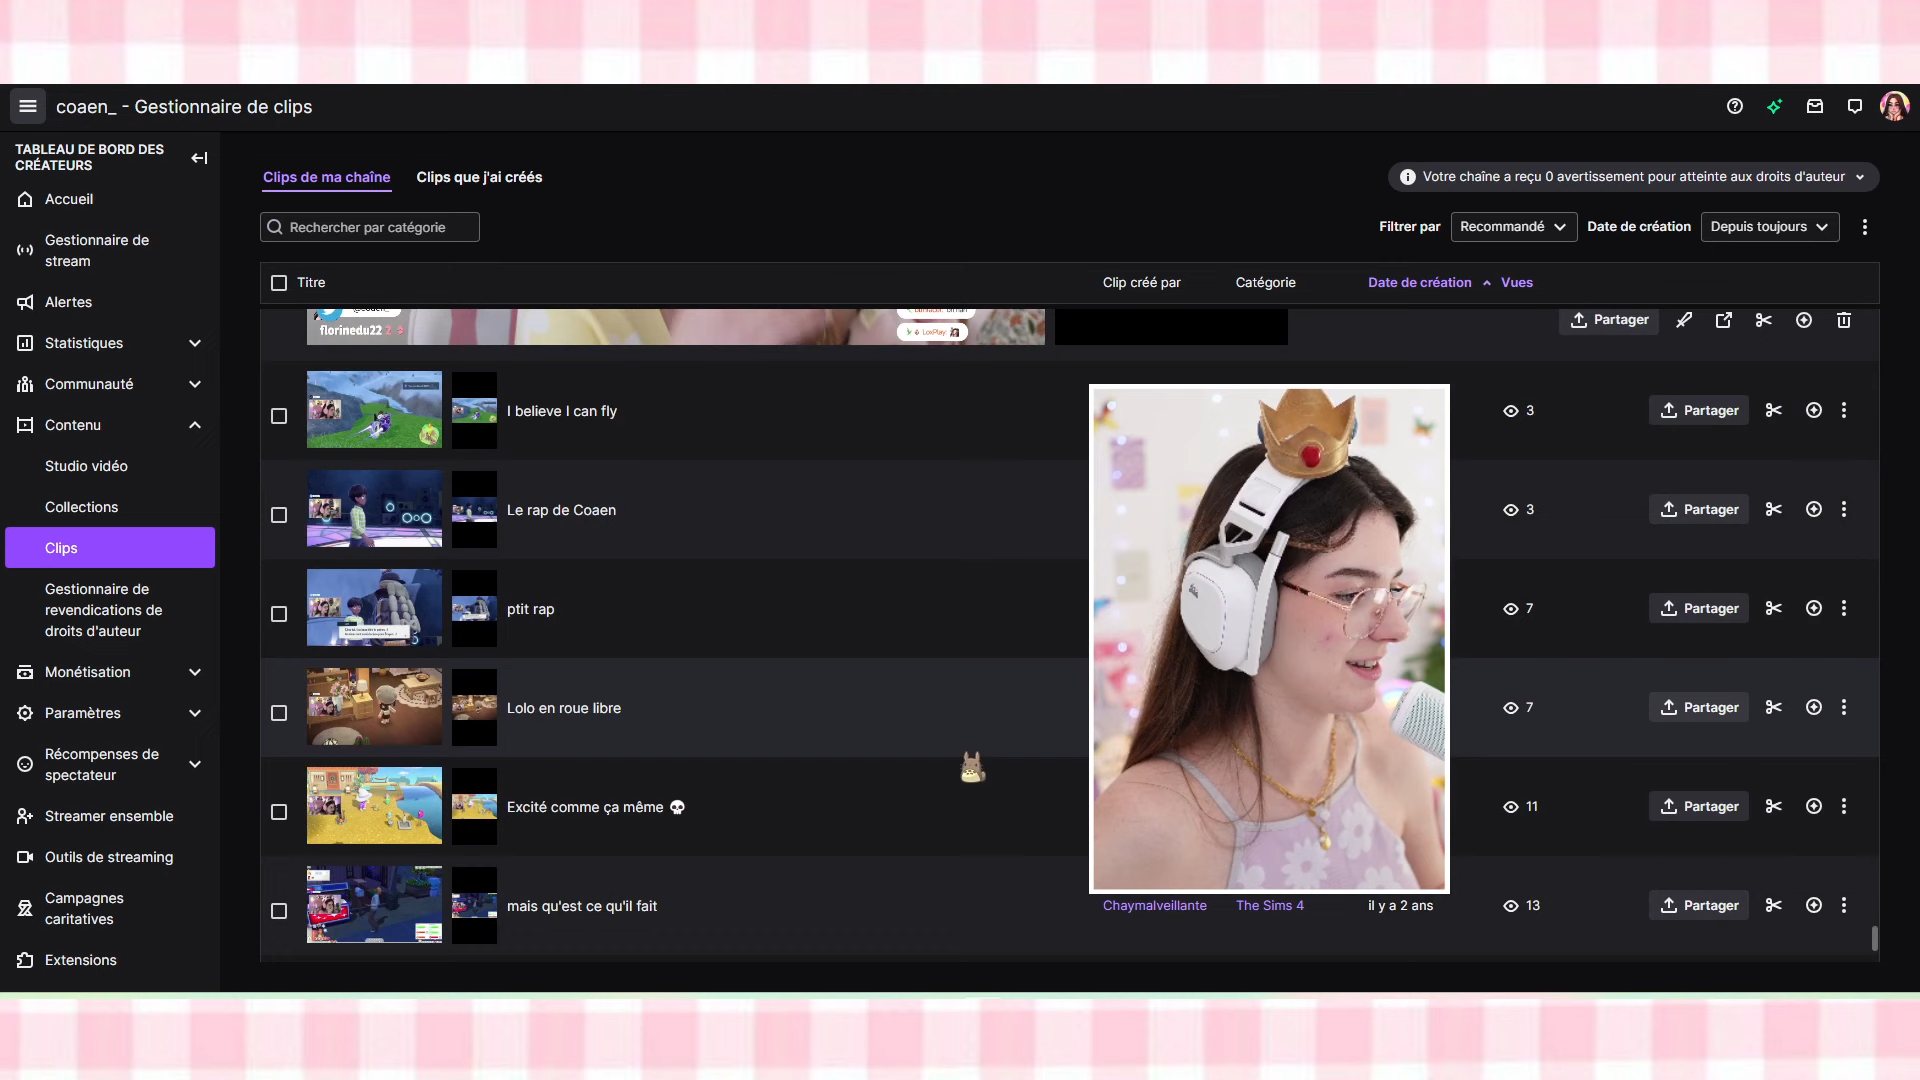 coaen_ - Gestionnaire de clips
TABLEAU DE BORD DES
CRÉATEURS
Accueil
Gestionnaire de
stream
Alertes
Statistiques
Communauté
Contenu
Studio vidéo
Collections
Clips
Gestionnaire de
revendications de
droits d'auteur
Monétisation
Paramètres
Récompenses de
spectateur
Streamer ensemble
Outils de streaming
Campagnes
caritatives
Extensions
Clips de ma chaîne
Clips que j'ai créés
Votre chaîne a reçu 0 avertissement pour atteinte aux droits d'auteur
Rechercher par catégorie
Filtrer par
Recommandé
Date de création
Depuis toujours
Titre
Clip créé par
Catégorie
Date de création
Vues
florinedu22
LoxPlay:
Partager
I believe I can fly
3
Partager
Le rap de Coaen
3
Partager
ptit rap
7
Partager
Lolo en roue libre
7
Partager
Excité comme ça même 💀
11
Partager
mais qu'est ce qu'il fait
Chaymalveillante
The Sims 4
il y a 2 ans
13
Partager